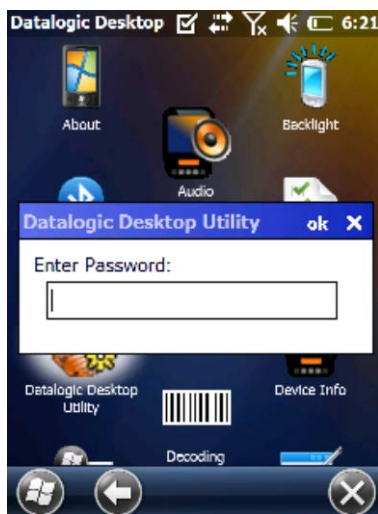 Datalogic Desktop 6:21
About
Backlight
Audio
Datalogic Desktop Utility ok X
Enter Password:
Datalogic Desktop
Utility
Device Info
Decoding